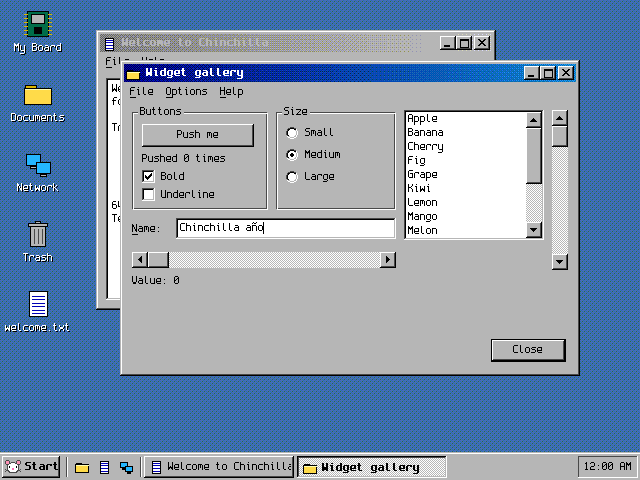 My Board
Documents
Network
Trash
welcome.txt
Welcome to Chinchilla
File Help
Widget gallery
File Options Help
Buttons
Push me
Pushed 0 times
Bold
Underline
Size
Small
Medium
Large
Apple
Banana
Cherry
Fig
Grape
Kiwi
Lemon
Mango
Melon
Name: Chinchilla año
Value: 0
Close
Start
Welcome to Chinchilla
Widget gallery
12:00 AM